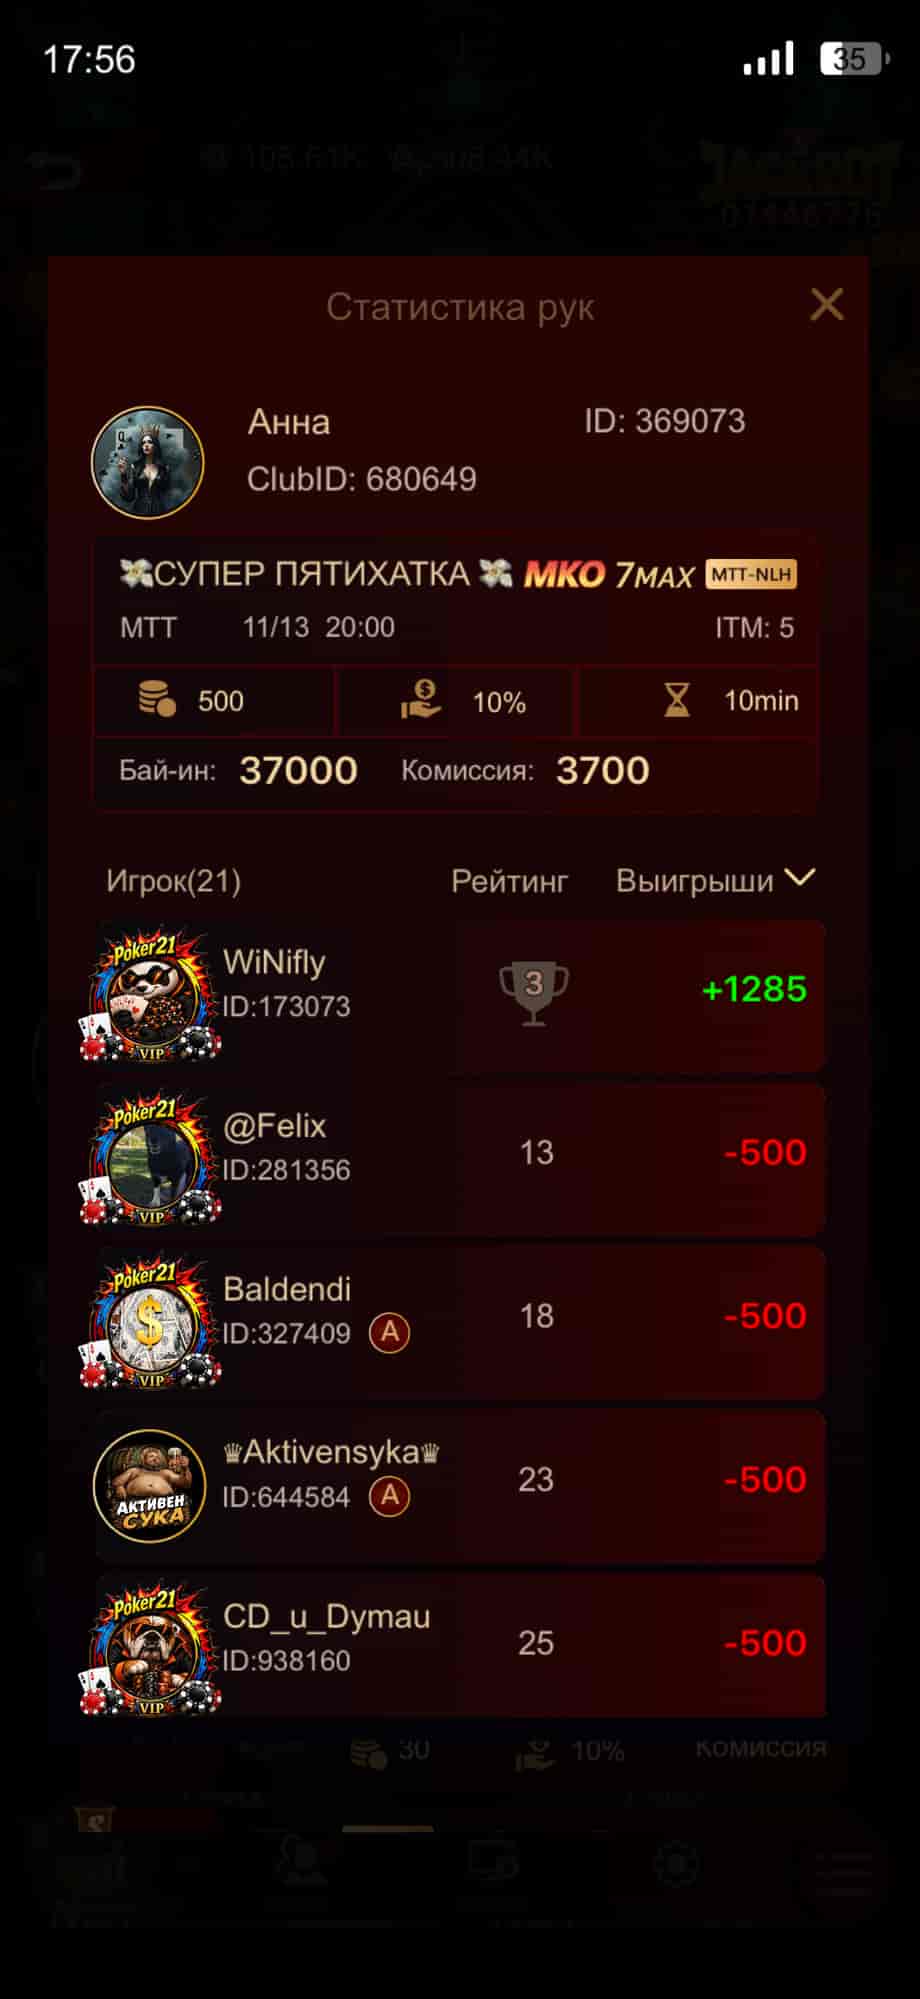 17:56
35
108.61K
JACKPOT
Статистика рук
Анна
ID: 369073
ClubID: 680649
💸СУПЕР ПЯТИХАТКА 💸 MKO 7MAX MTT-NLH
MTT 11/13 20:00 ITM: 5
500 10% 10min
Бай-ин: 37000 Комиссия: 3700
Игрок(21) Рейтинг Выигрыши
Poker21
VIP
WiNifly
ID:173073
3
+1285
Poker21
VIP
@Felix
ID:281356
13
-500
Poker21
$
VIP
Baldendi
ID:327409 A
18
-500
АКТИВЕН
СУКА
♛Aktivensyka♛
ID:644584 A
23
-500
Poker21
VIP
CD_u_Dymau
ID:938160
25
-500
30 10% Комиссия